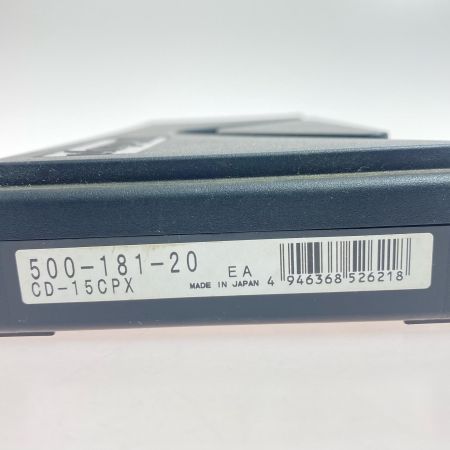 500-181-20
CD-15CPX
EA
MADE IN JAPAN
4 946368 526218